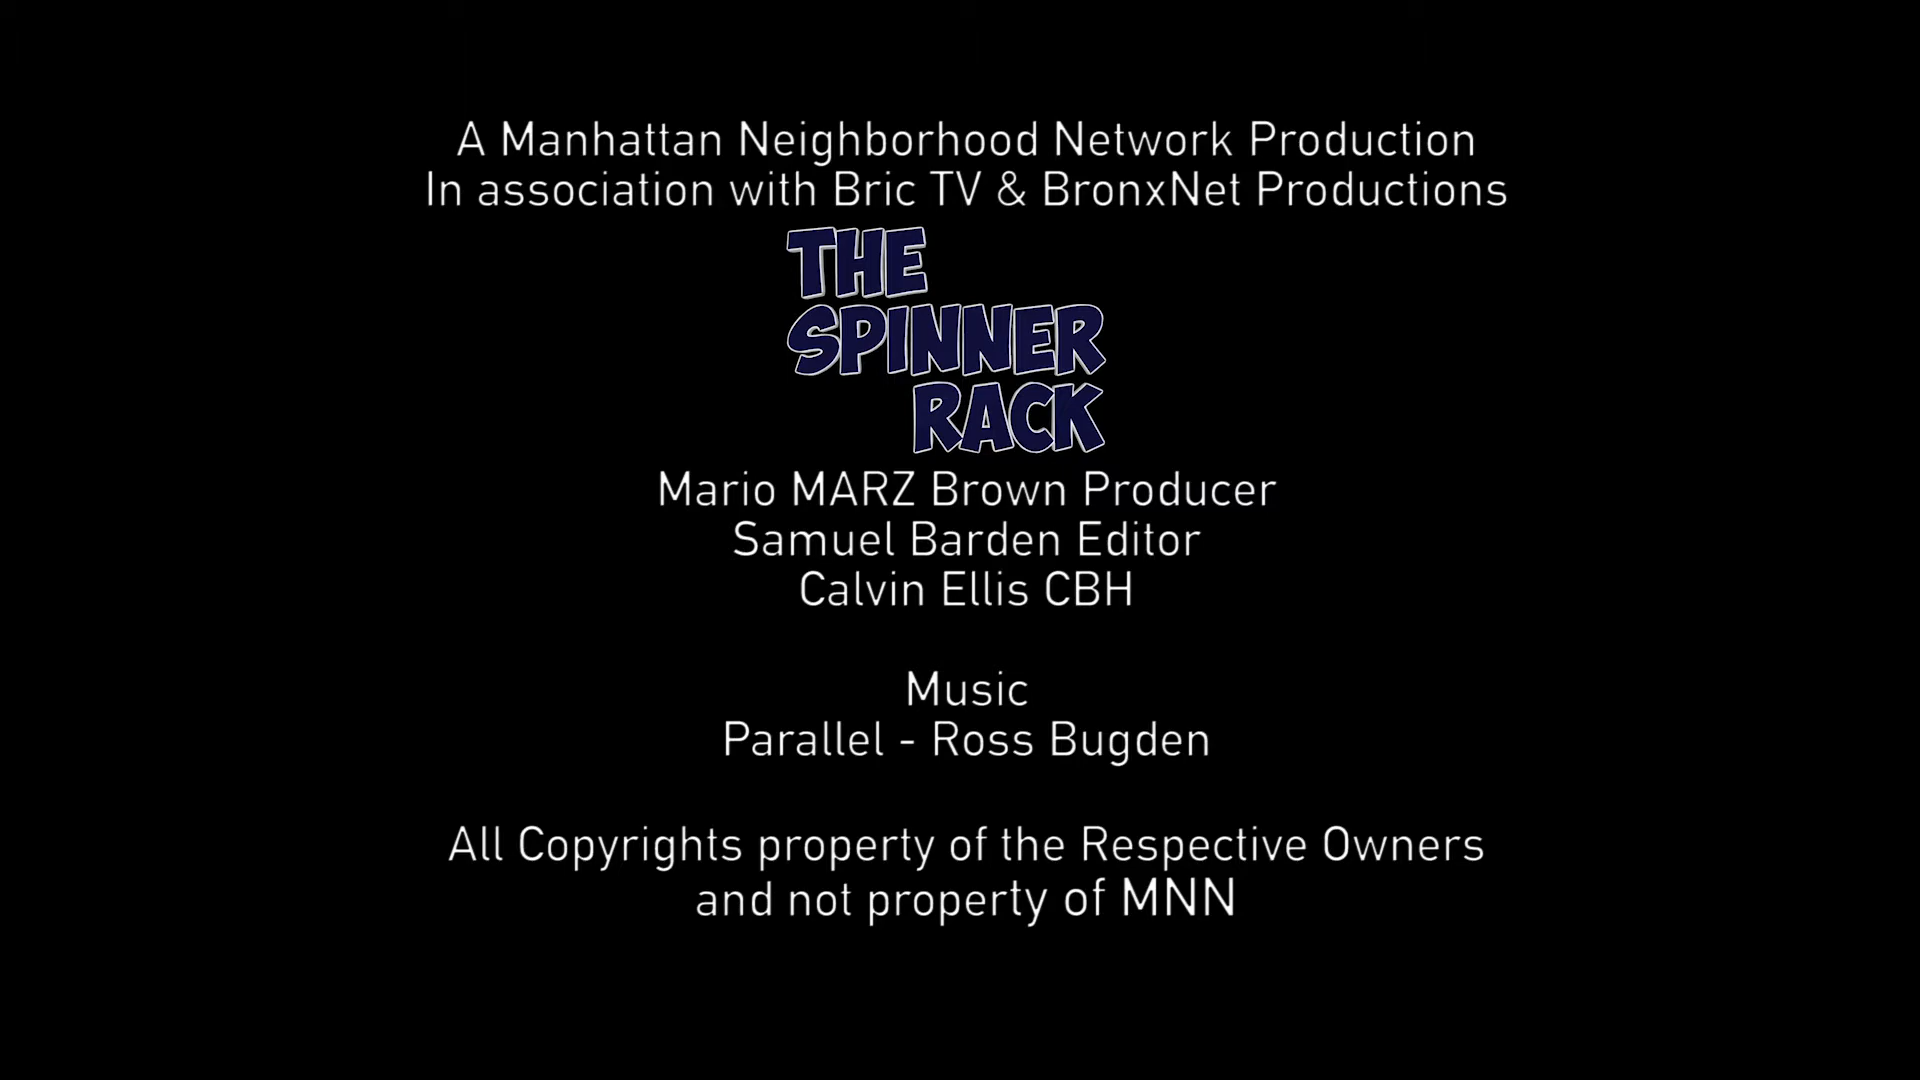 A Manhattan Neighborhood Network Production
In association with Bric TV & BronxNet Productions
THE
SPINNER
RACK
Mario MARZ Brown Producer
Samuel Barden Editor
Calvin Ellis CBH
Music
Parallel - Ross Bugden
All Copyrights property of the Respective Owners
and not property of MNN